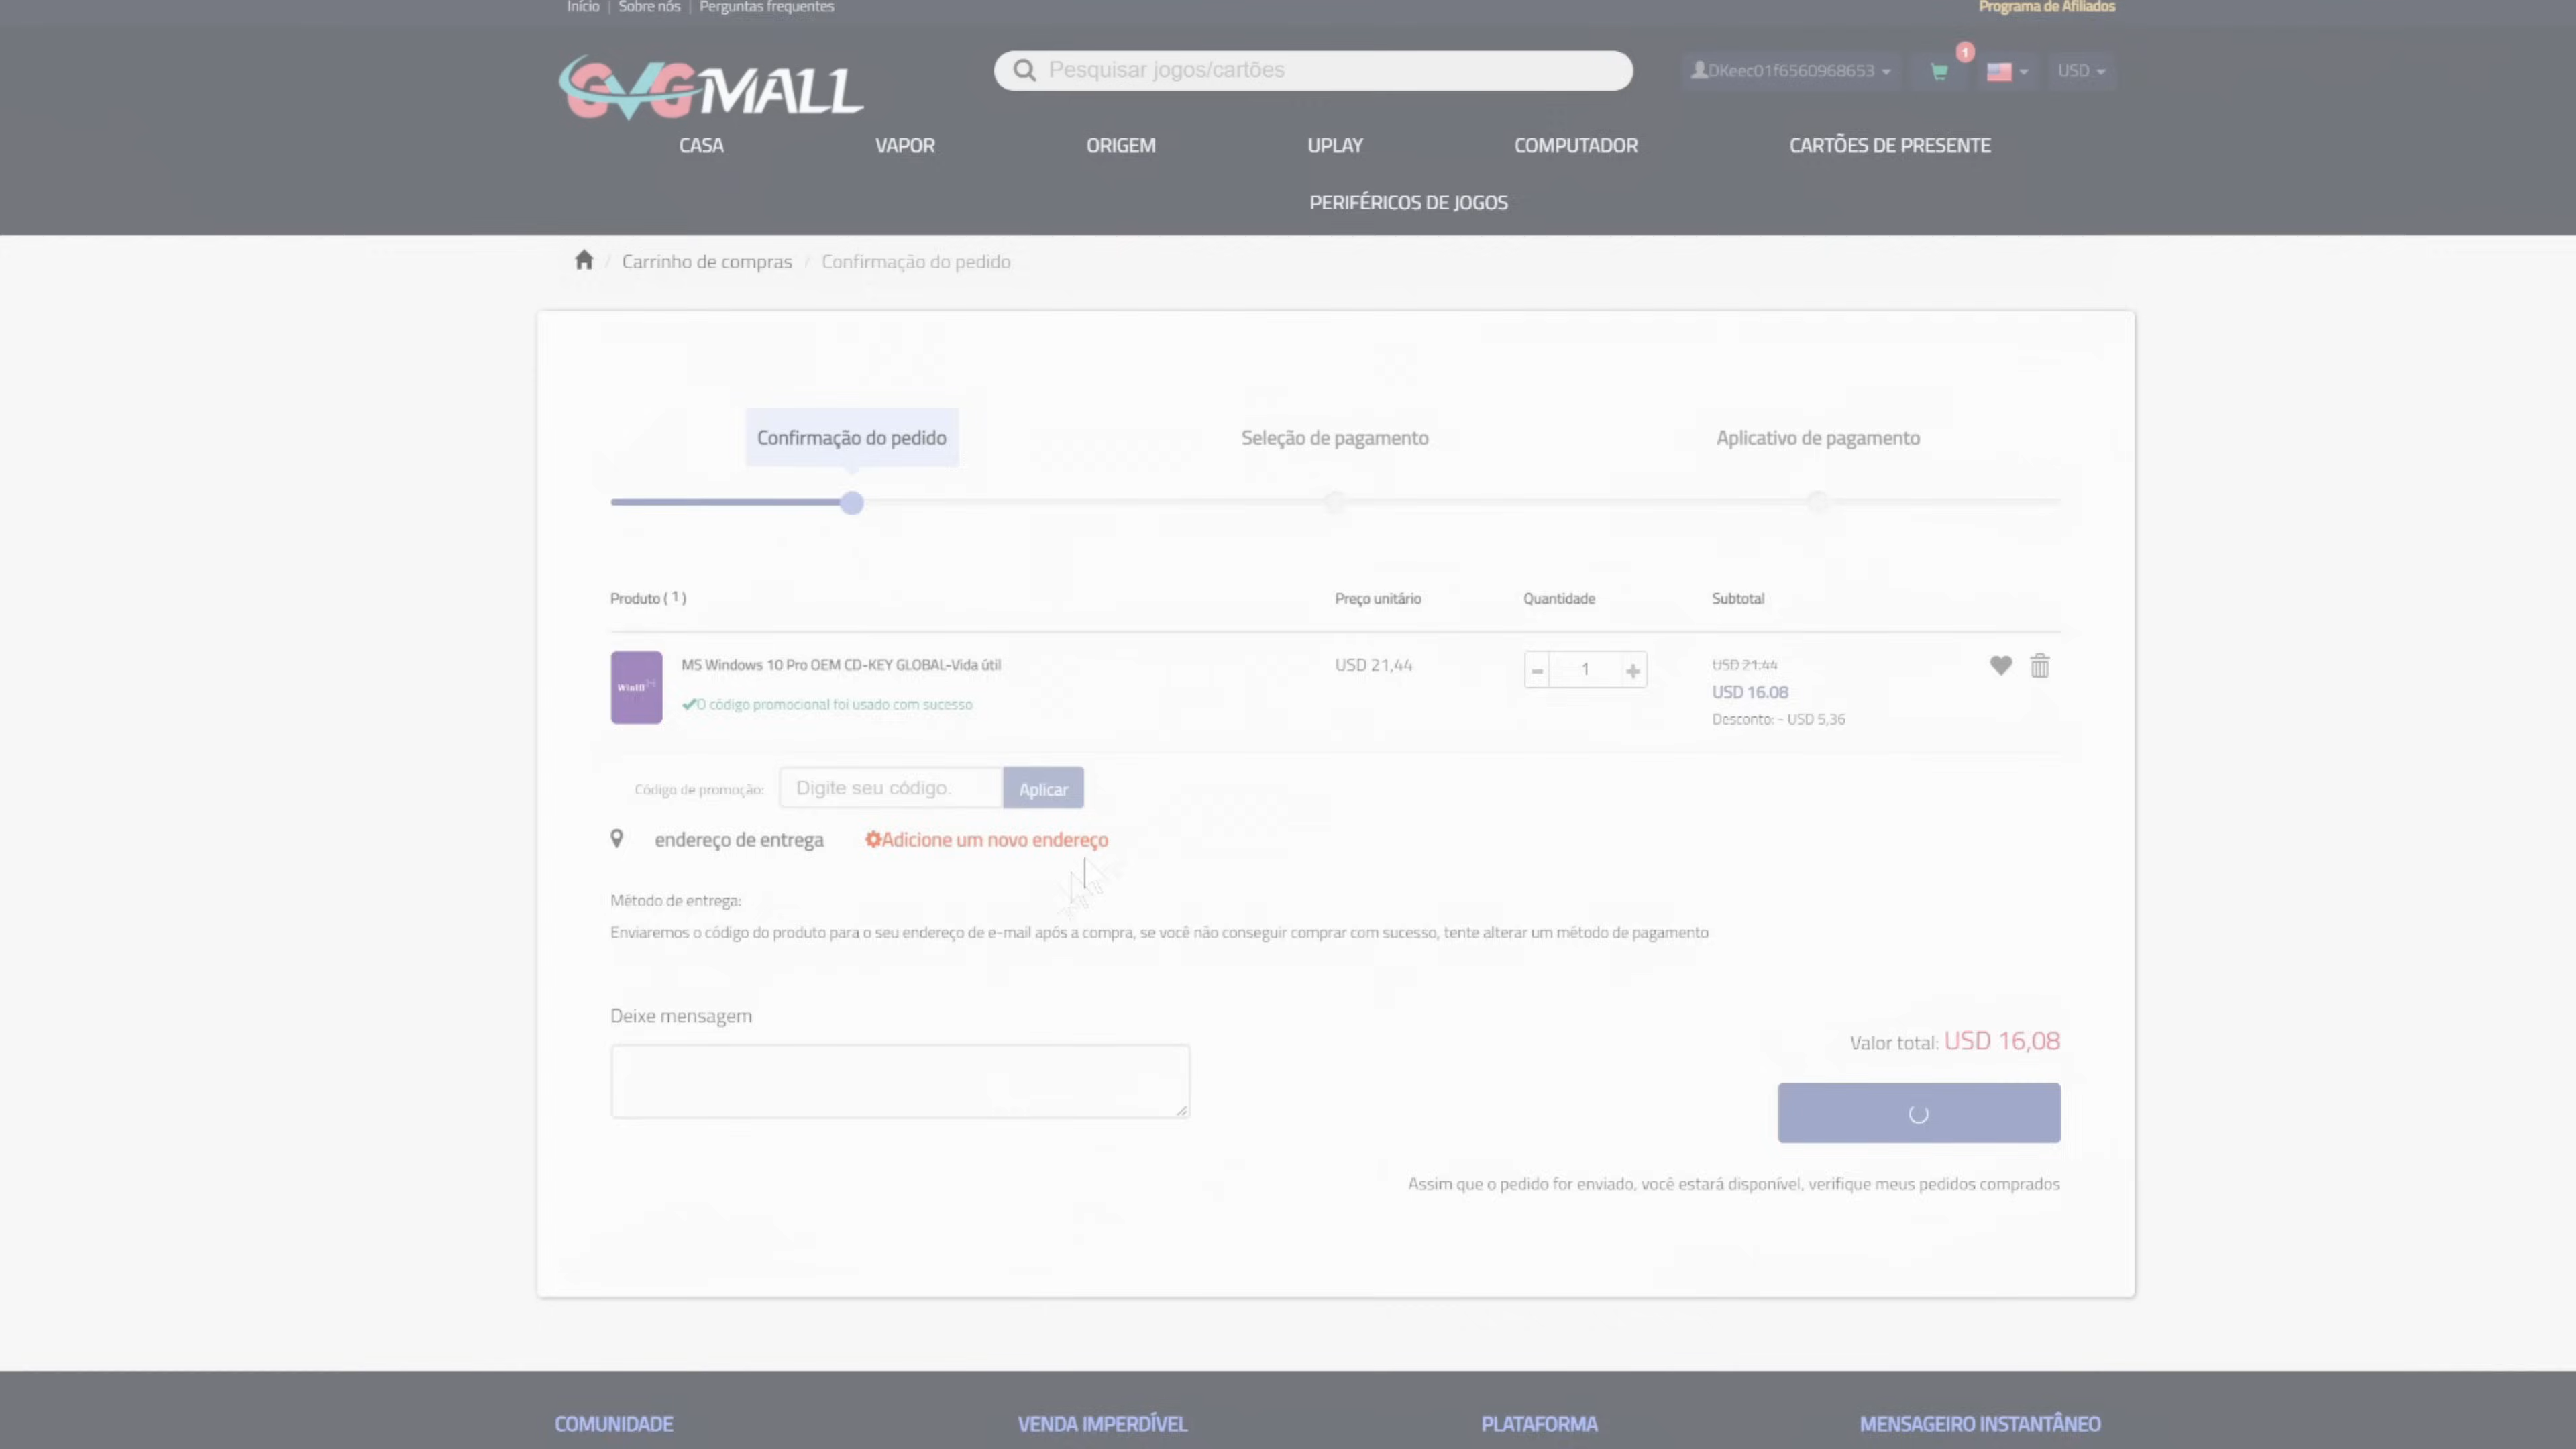 Início | Sobre nós | Perguntas frequentes
Programa de Afiliados
GVGMALL
Pesquisar jogos/cartões
DKeec01f6560968653
1
USD
CASA
VAPOR
ORIGEM
UPLAY
COMPUTADOR
CARTÕES DE PRESENTE
PERIFÉRICOS DE JOGOS
/ Carrinho de compras / Confirmação do pedido
Confirmação do pedido
Seleção de pagamento
Aplicativo de pagamento
Produto ( 1 )
Preço unitário
Quantidade
Subtotal
Win10
MS Windows 10 Pro OEM CD-KEY GLOBAL-Vida útil
USD 21,44
- 1 +
USD 21.44
O código promocional foi usado com sucesso
USD 16.08
Desconto: - USD 5,36
Código de promoção:
Digite seu código.
Aplicar
endereço de entrega
Adicione um novo endereço
Método de entrega:
Enviaremos o código do produto para o seu endereço de e-mail após a compra, se você não conseguir comprar com sucesso, tente alterar um método de pagamento
Deixe mensagem
Valor total: USD 16,08
Assim que o pedido for enviado, você estará disponível, verifique meus pedidos comprados
COMUNIDADE
VENDA IMPERDÍVEL
PLATAFORMA
MENSAGEIRO INSTANTÂNEO